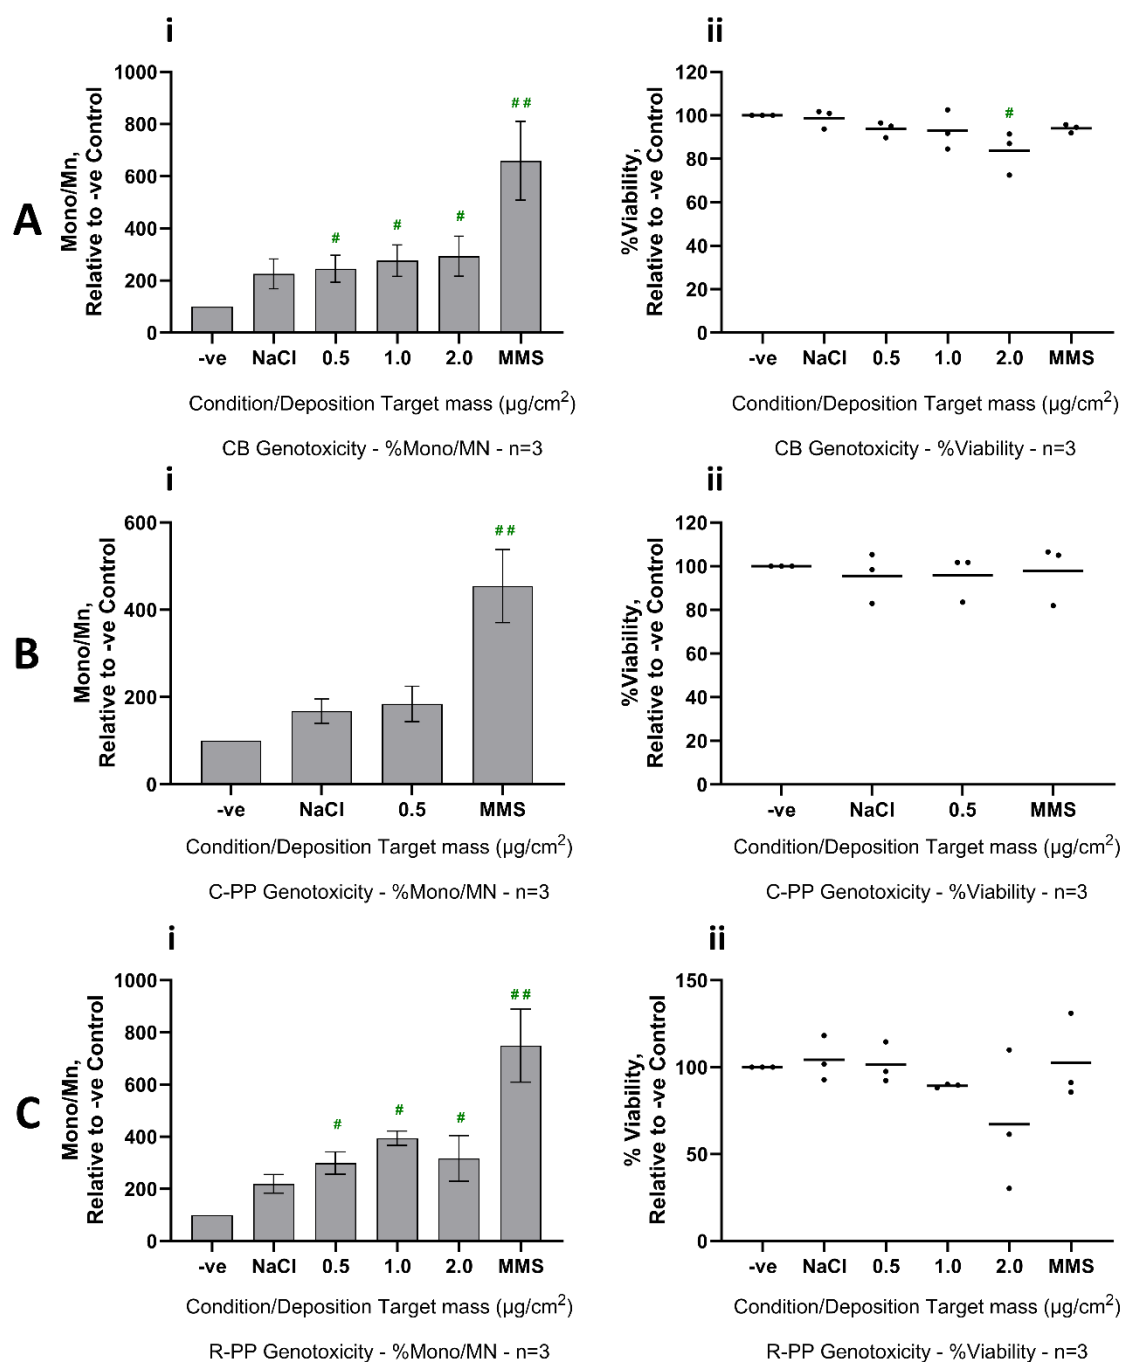 i
ii
A
Mono/Mn,
Relative to -ve Control
1000
800
600
400
200
0
#
#
#
# #
-ve NaCl 0.5 1.0 2.0 MMS
Condition/Deposition Target mass (µg/cm²)
CB Genotoxicity - %Mono/MN - n=3
%Viability,
Relative to -ve Control
120
100
80
60
40
20
0
#
-ve NaCl 0.5 1.0 2.0 MMS
Condition/Deposition Target mass (µg/cm²)
CB Genotoxicity - %Viability - n=3
i
ii
B
Mono/Mn,
Relative to -ve Control
600
400
200
0
# #
-ve NaCl 0.5 MMS
Condition/Deposition Target mass (µg/cm²)
C-PP Genotoxicity - %Mono/MN - n=3
%Viability,
Relative to -ve Control
120
100
80
60
40
20
0
-ve NaCl 0.5 MMS
Condition/Deposition Target mass (µg/cm²)
C-PP Genotoxicity - %Viability - n=3
i
ii
C
Mono/Mn,
Relative to -ve Control
1000
800
600
400
200
0
#
#
#
# #
-ve NaCl 0.5 1.0 2.0 MMS
Condition/Deposition Target mass (µg/cm²)
R-PP Genotoxicity - %Mono/MN - n=3
% Viability,
Relative to -ve Control
150
100
50
0
-ve NaCl 0.5 1.0 2.0 MMS
Condition/Deposition Target mass (µg/cm²)
R-PP Genotoxicity - %Viability - n=3